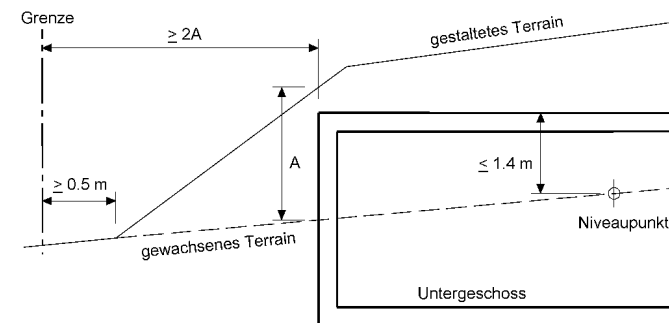 Grenze
≥ 2A
gestaltetes Terrain
A
≤ 1.4 m
≥ 0.5 m
gewachsenes Terrain
Niveaupunkt
Untergeschoss